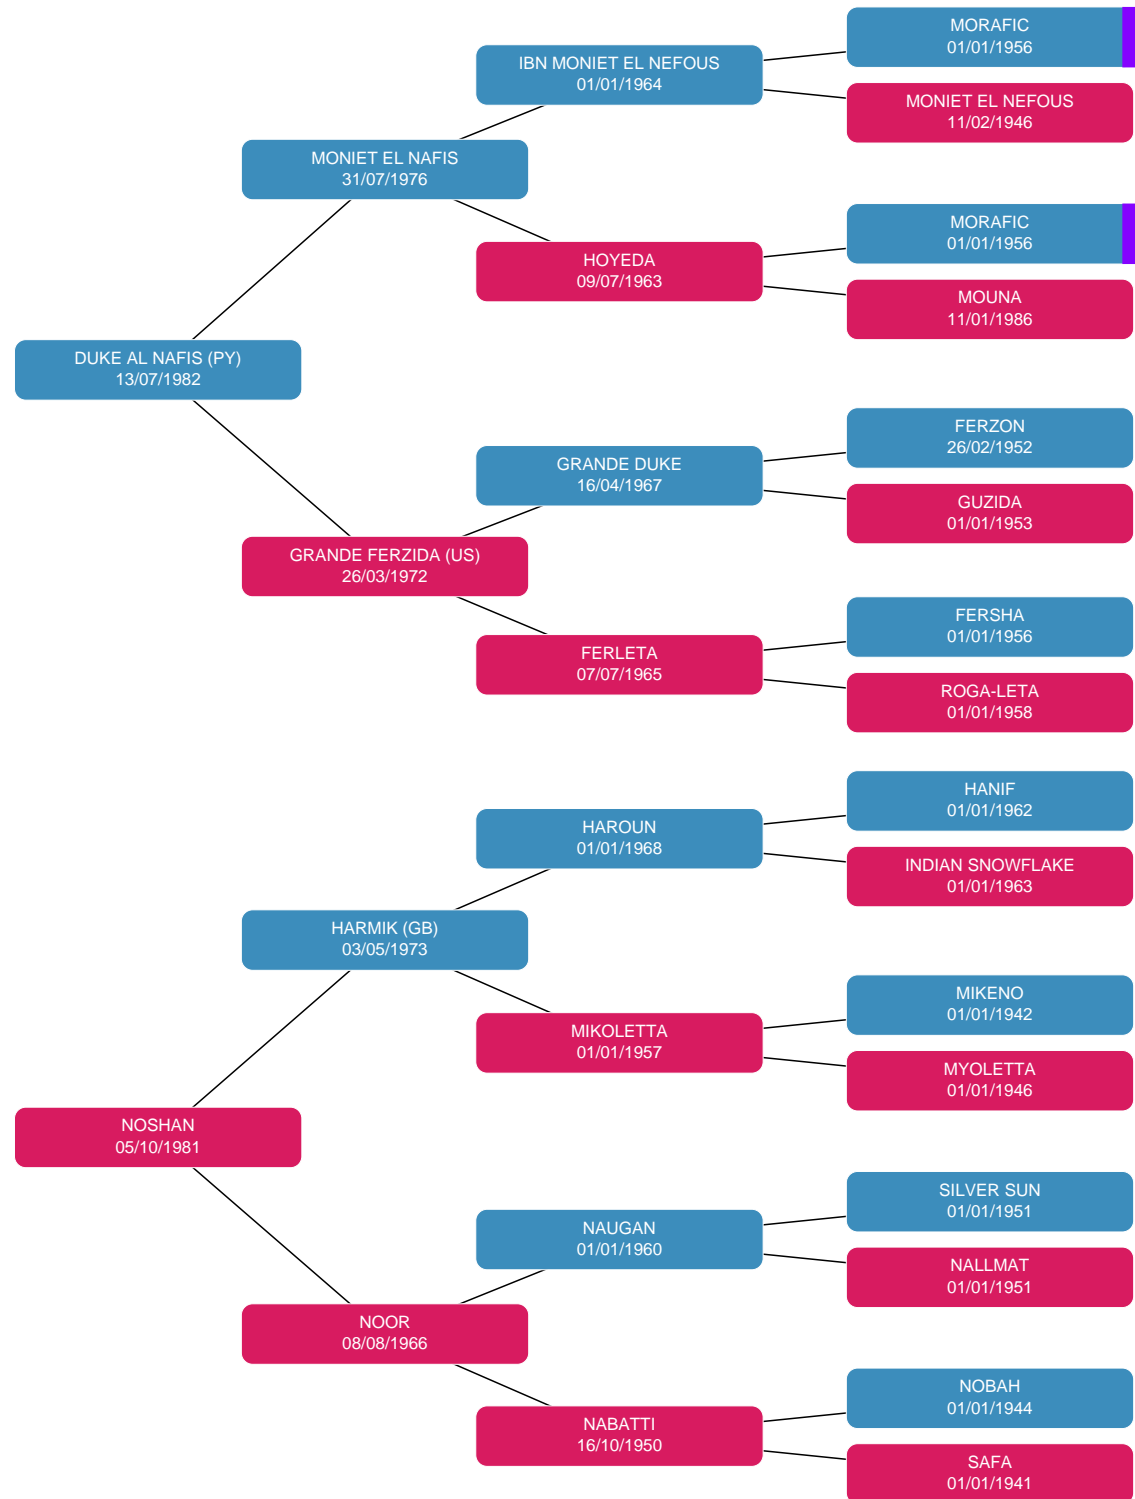 MORAFIC
01/01/1956
IBN MONIET EL NEFOUS
01/01/1964
MONIET EL NEFOUS
11/02/1946
MONIET EL NAFIS
31/07/1976
MORAFIC
01/01/1956
HOYEDA
09/07/1963
MOUNA
11/01/1986
DUKE AL NAFIS (PY)
13/07/1982
FERZON
26/02/1952
GRANDE DUKE
16/04/1967
GUZIDA
01/01/1953
GRANDE FERZIDA (US)
26/03/1972
FERSHA
01/01/1956
FERLETA
07/07/1965
ROGA-LETA
01/01/1958
HANIF
01/01/1962
HAROUN
01/01/1968
INDIAN SNOWFLAKE
01/01/1963
HARMIK (GB)
03/05/1973
MIKENO
01/01/1942
MIKOLETTA
01/01/1957
MYOLETTA
01/01/1946
NOSHAN
05/10/1981
SILVER SUN
01/01/1951
NAUGAN
01/01/1960
NALLMAT
01/01/1951
NOOR
08/08/1966
NOBAH
01/01/1944
NABATTI
16/10/1950
SAFA
01/01/1941